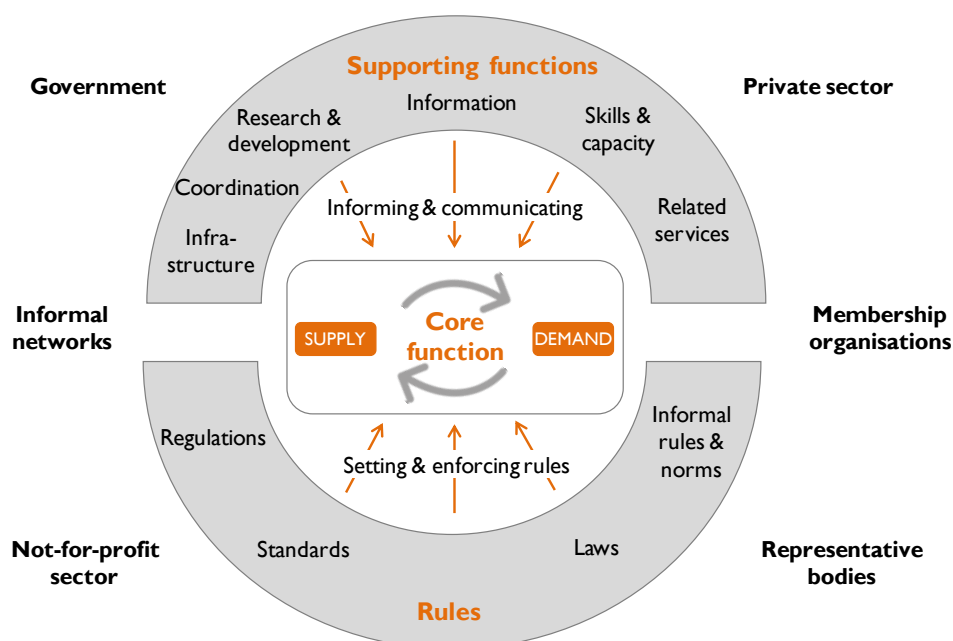 Supporting functions
Government
Private sector
Information
Research &
development
Skills &
capacity
Coordination
Informing & communicating
Related
services
Infra-
structure
Informal
networks
Membership
organisations
SUPPLY
Core
function
DEMAND
Regulations
Informal
rules &
norms
Setting & enforcing rules
Standards
Laws
Not-for-profit
sector
Representative
bodies
Rules